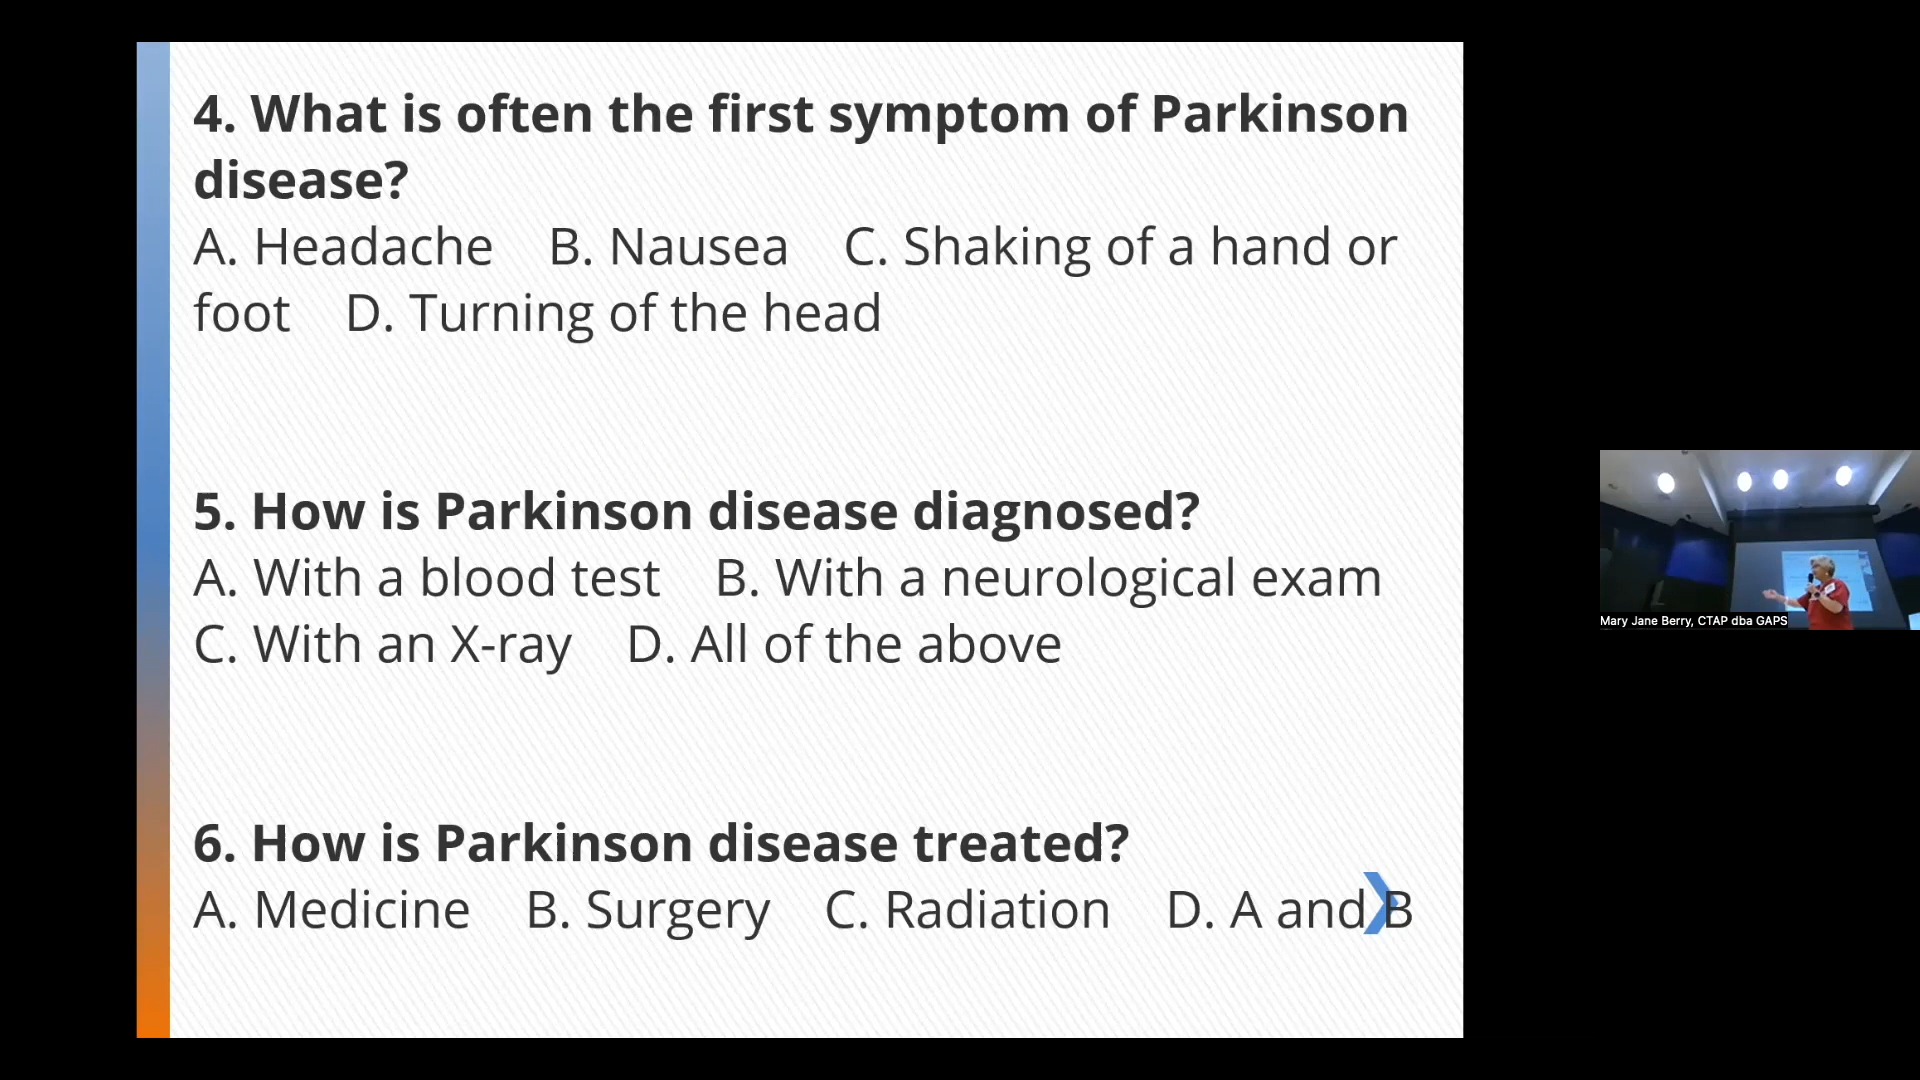 4. What is often the first symptom of Parkinson
disease?
A. Headache B. Nausea C. Shaking of a hand or
foot D. Turning of the head
5. How is Parkinson disease diagnosed?
A. With a blood test B. With a neurological exam
C. With an X-ray D. All of the above
6. How is Parkinson disease treated?
A. Medicine B. Surgery C. Radiation D. A and B
Mary Jane Berry, CTAP dba GAPS